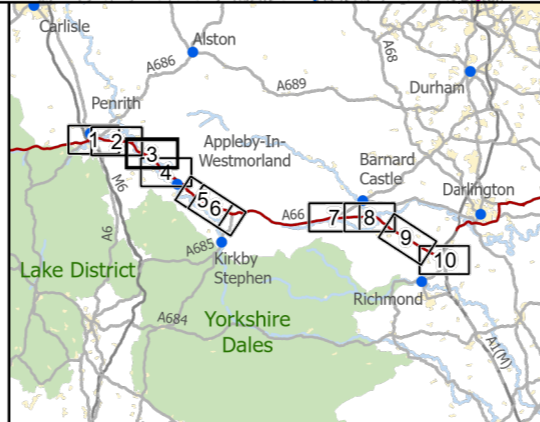 Carlisle
Alston
A686
A68
A689
Durham
Penrith
1
2
3
4
5
6
Appleby-In-
Westmorland
Barnard
Castle
Darlington
M6
A66
7
8
9
10
A6
A685
Lake District
Kirkby
Stephen
Richmond
A684
Yorkshire
Dales
A1(M)